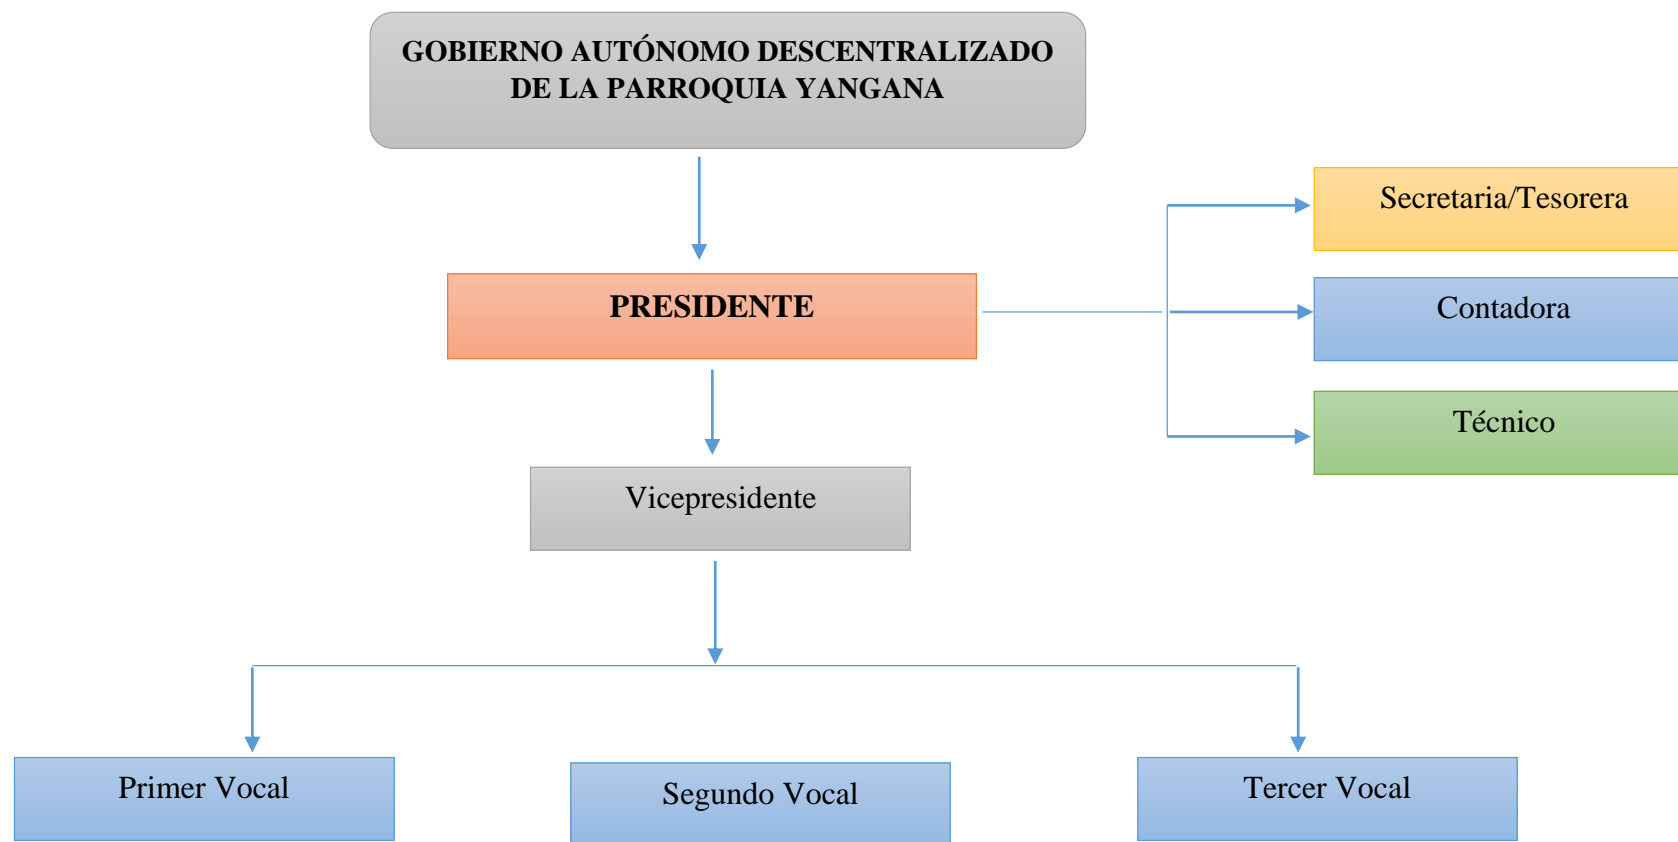 GOBIERNO AUTÓNOMO DESCENTRALIZADO
DE LA PARROQUIA YANGANA
Secretaria/Tesorera
PRESIDENTE
Contadora
Técnico
Vicepresidente
Primer Vocal
Segundo Vocal
Tercer Vocal